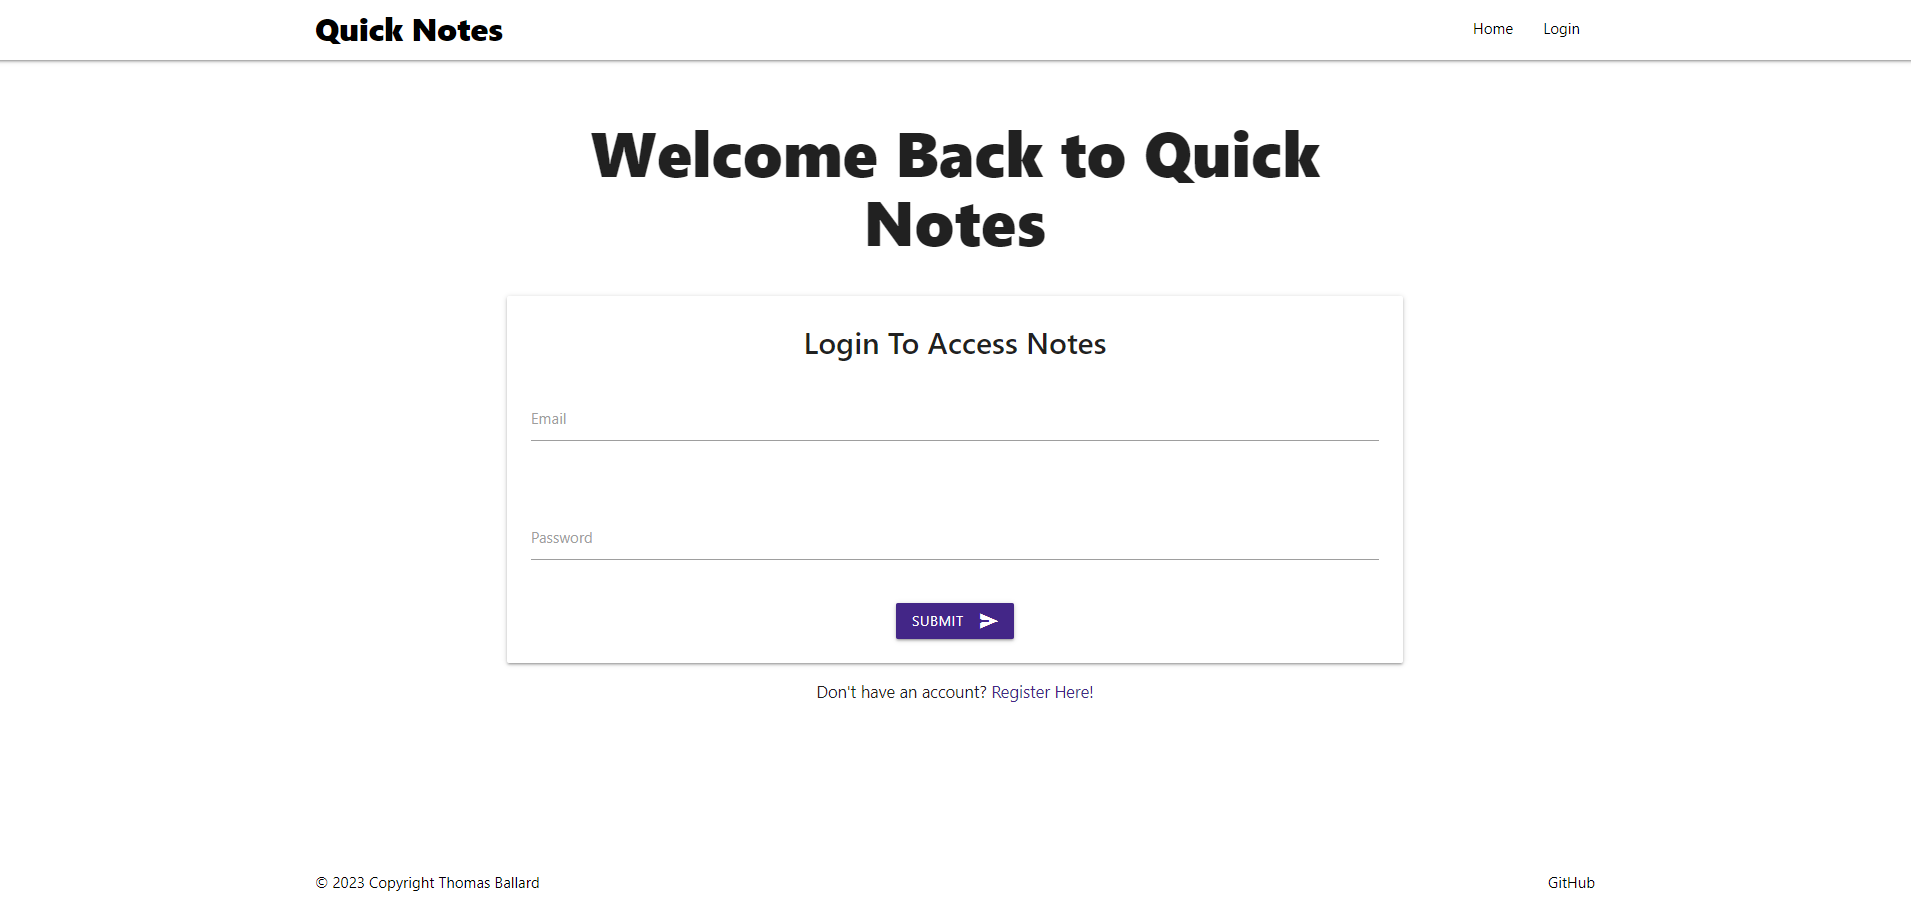 Quick Notes
Home
Login
Welcome Back to Quick
Notes
Login To Access Notes
Email
Password
SUBMIT
Don't have an account? Register Here!
© 2023 Copyright Thomas Ballard
GitHub